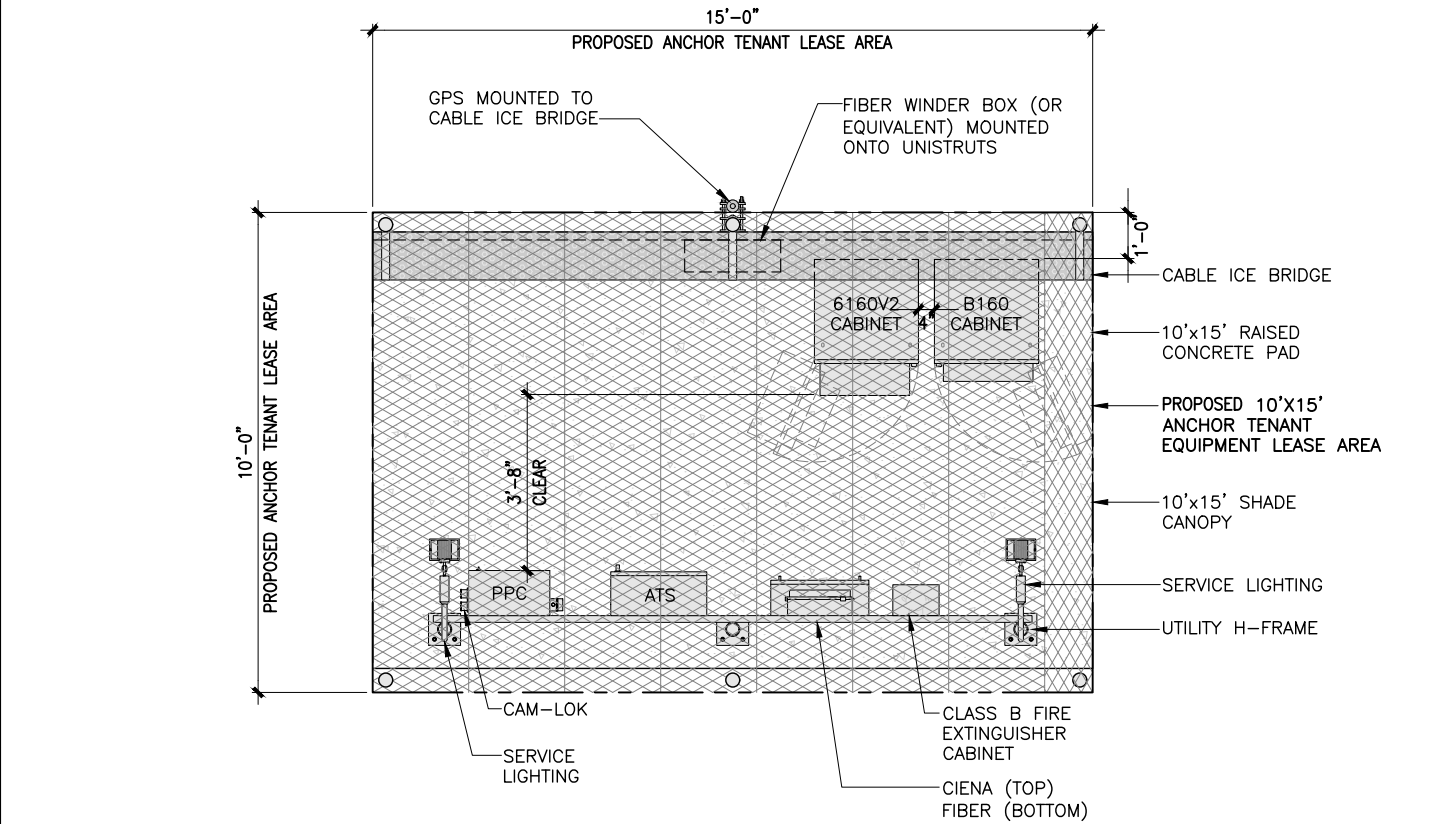 15'-0"
PROPOSED ANCHOR TENANT LEASE AREA
GPS MOUNTED TO
CABLE ICE BRIDGE
FIBER WINDER BOX (OR
EQUIVALENT) MOUNTED
ONTO UNISTRUTS
1'-0"
CABLE ICE BRIDGE
6160V2
CABINET
4"
B160
CABINET
10'x15' RAISED
CONCRETE PAD
PROPOSED 10'X15'
ANCHOR TENANT
EQUIPMENT LEASE AREA
10'-0"
PROPOSED ANCHOR TENANT LEASE AREA
3'-8"
CLEAR
10'x15' SHADE
CANOPY
PPC
ATS
SERVICE LIGHTING
UTILITY H-FRAME
CAM-LOK
SERVICE
LIGHTING
CLASS B FIRE
EXTINGUISHER
CABINET
CIENA (TOP)
FIBER (BOTTOM)